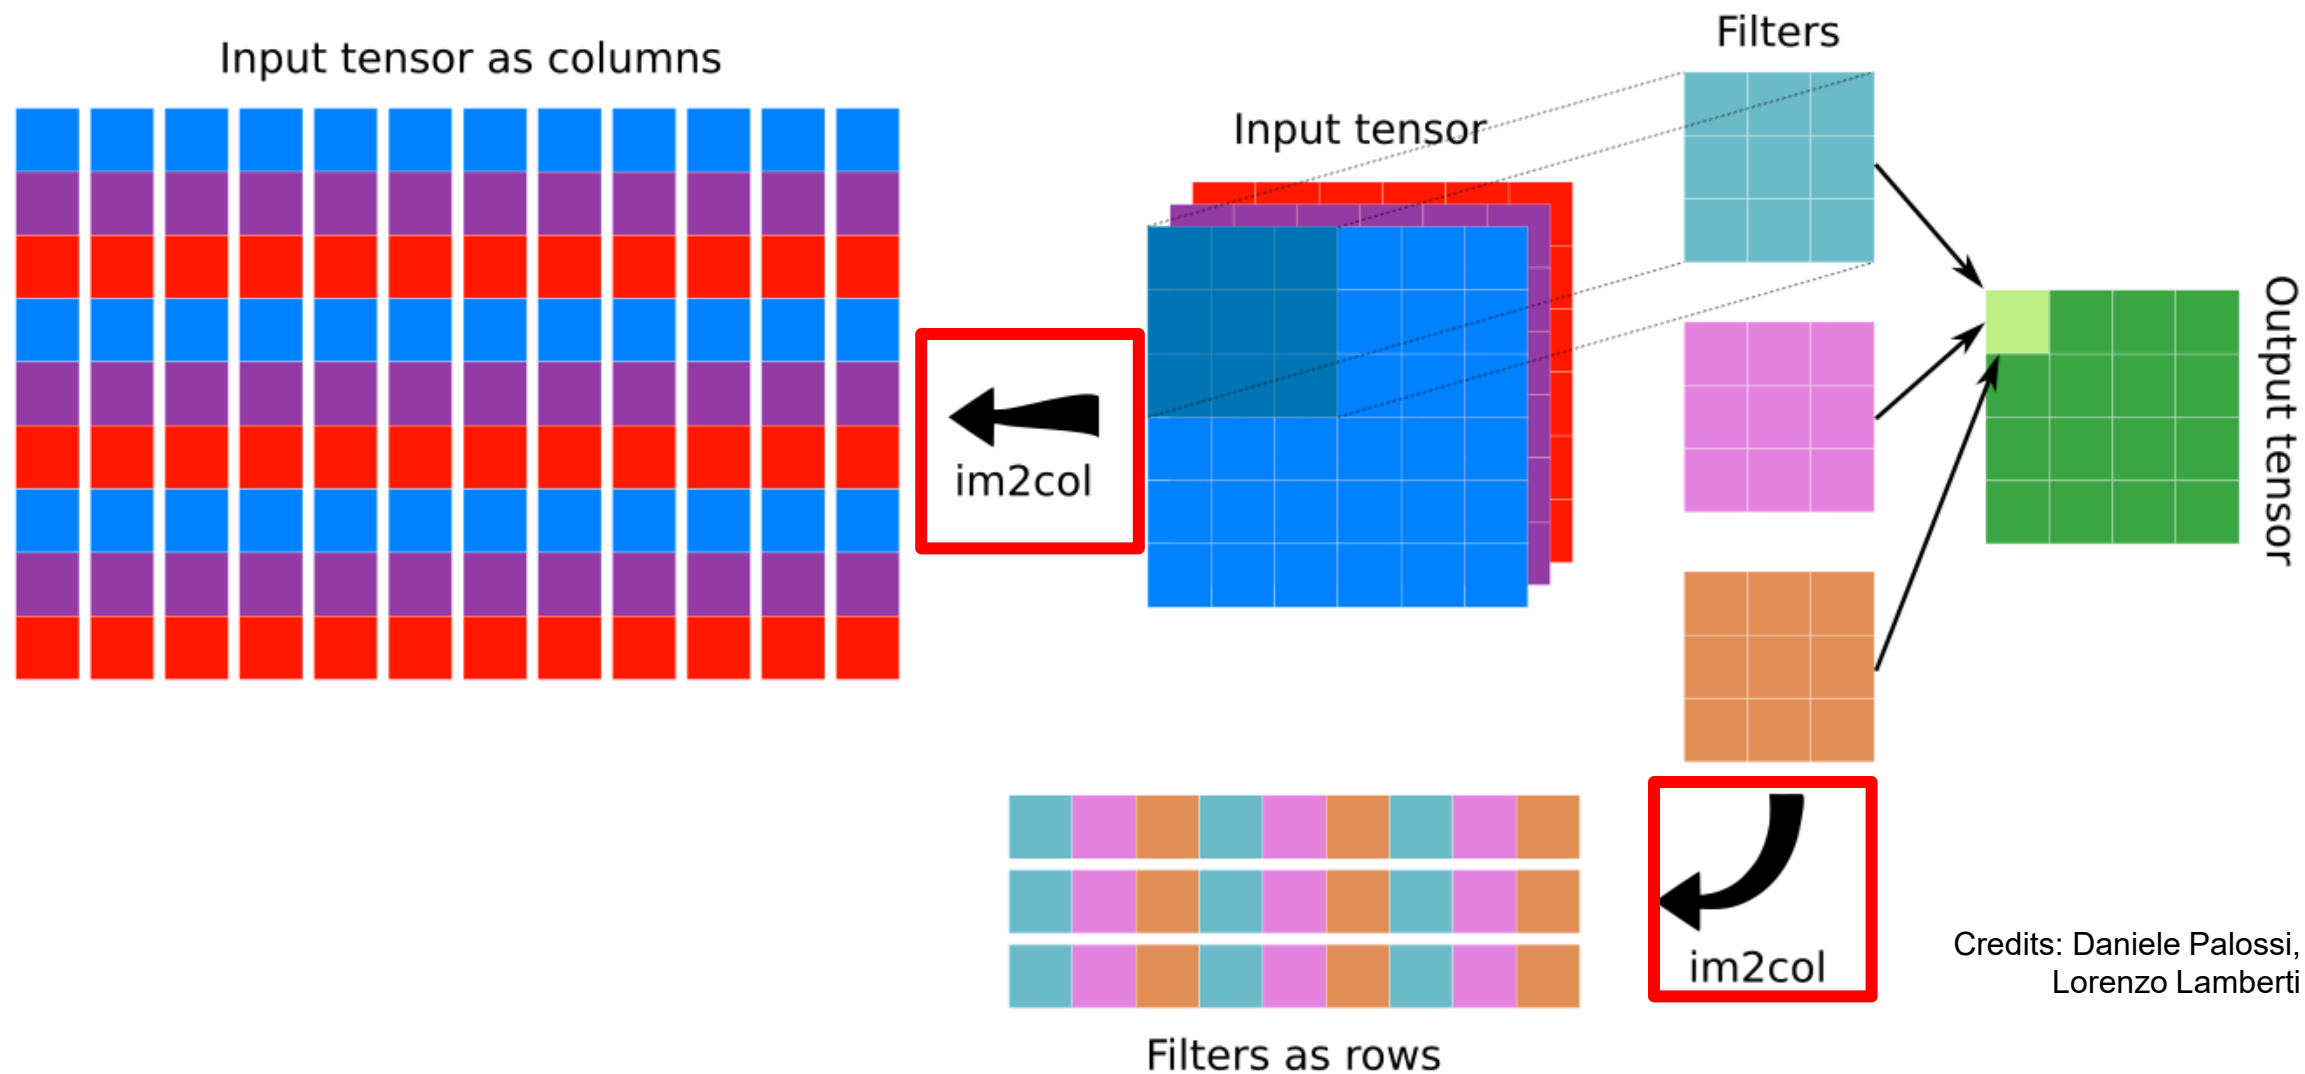 Filters
Input tensor as columns
Input tensor
im2col
Output tensor
im2col
Credits: Daniele Palossi,
Lorenzo Lamberti
Filters as rows